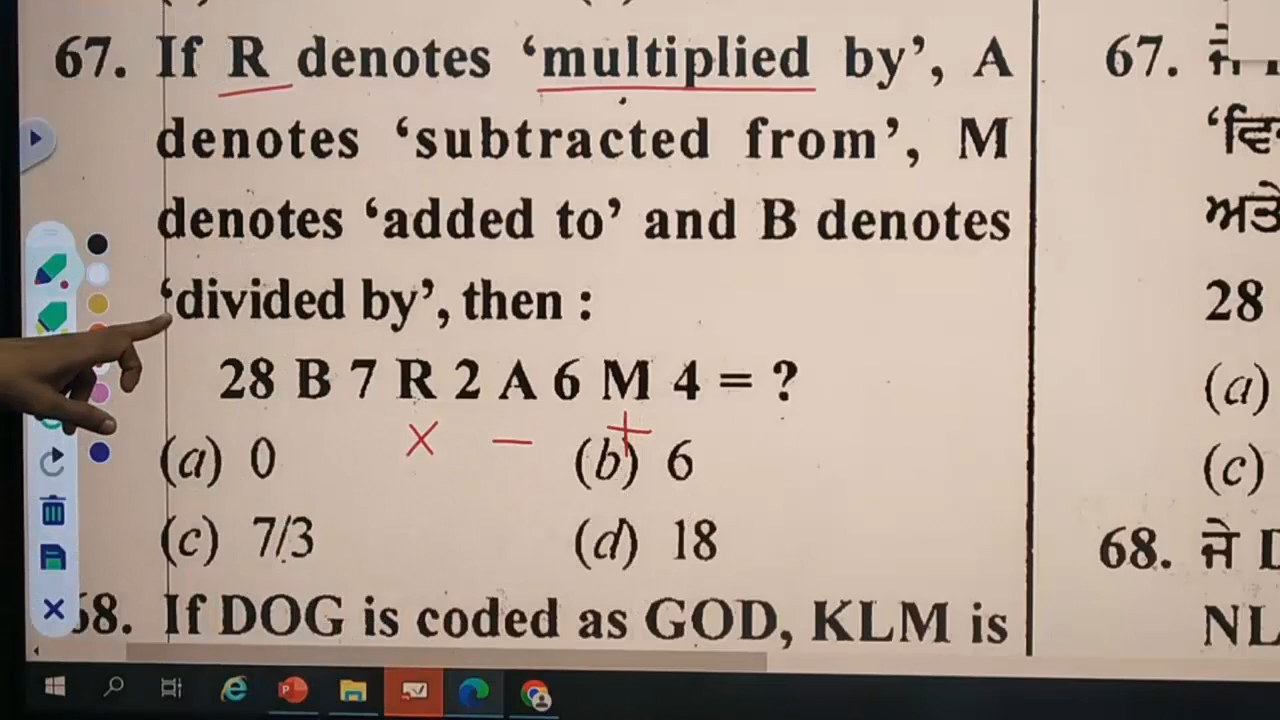 67. If R denotes ‘multiplied by’, A
denotes ‘subtracted from’, M
denotes ‘added to’ and B denotes
‘divided by’, then :
28 B 7 R 2 A 6 M 4 = ?
× − +
(a) 0 (b) 6
(c) 7/3 (d) 18
68. If DOG is coded as GOD, KLM is
67. ਜੇ
‘ਵਿ
ਅਤੇ
28
(a)
(c)
68. ਜੇ D
NL